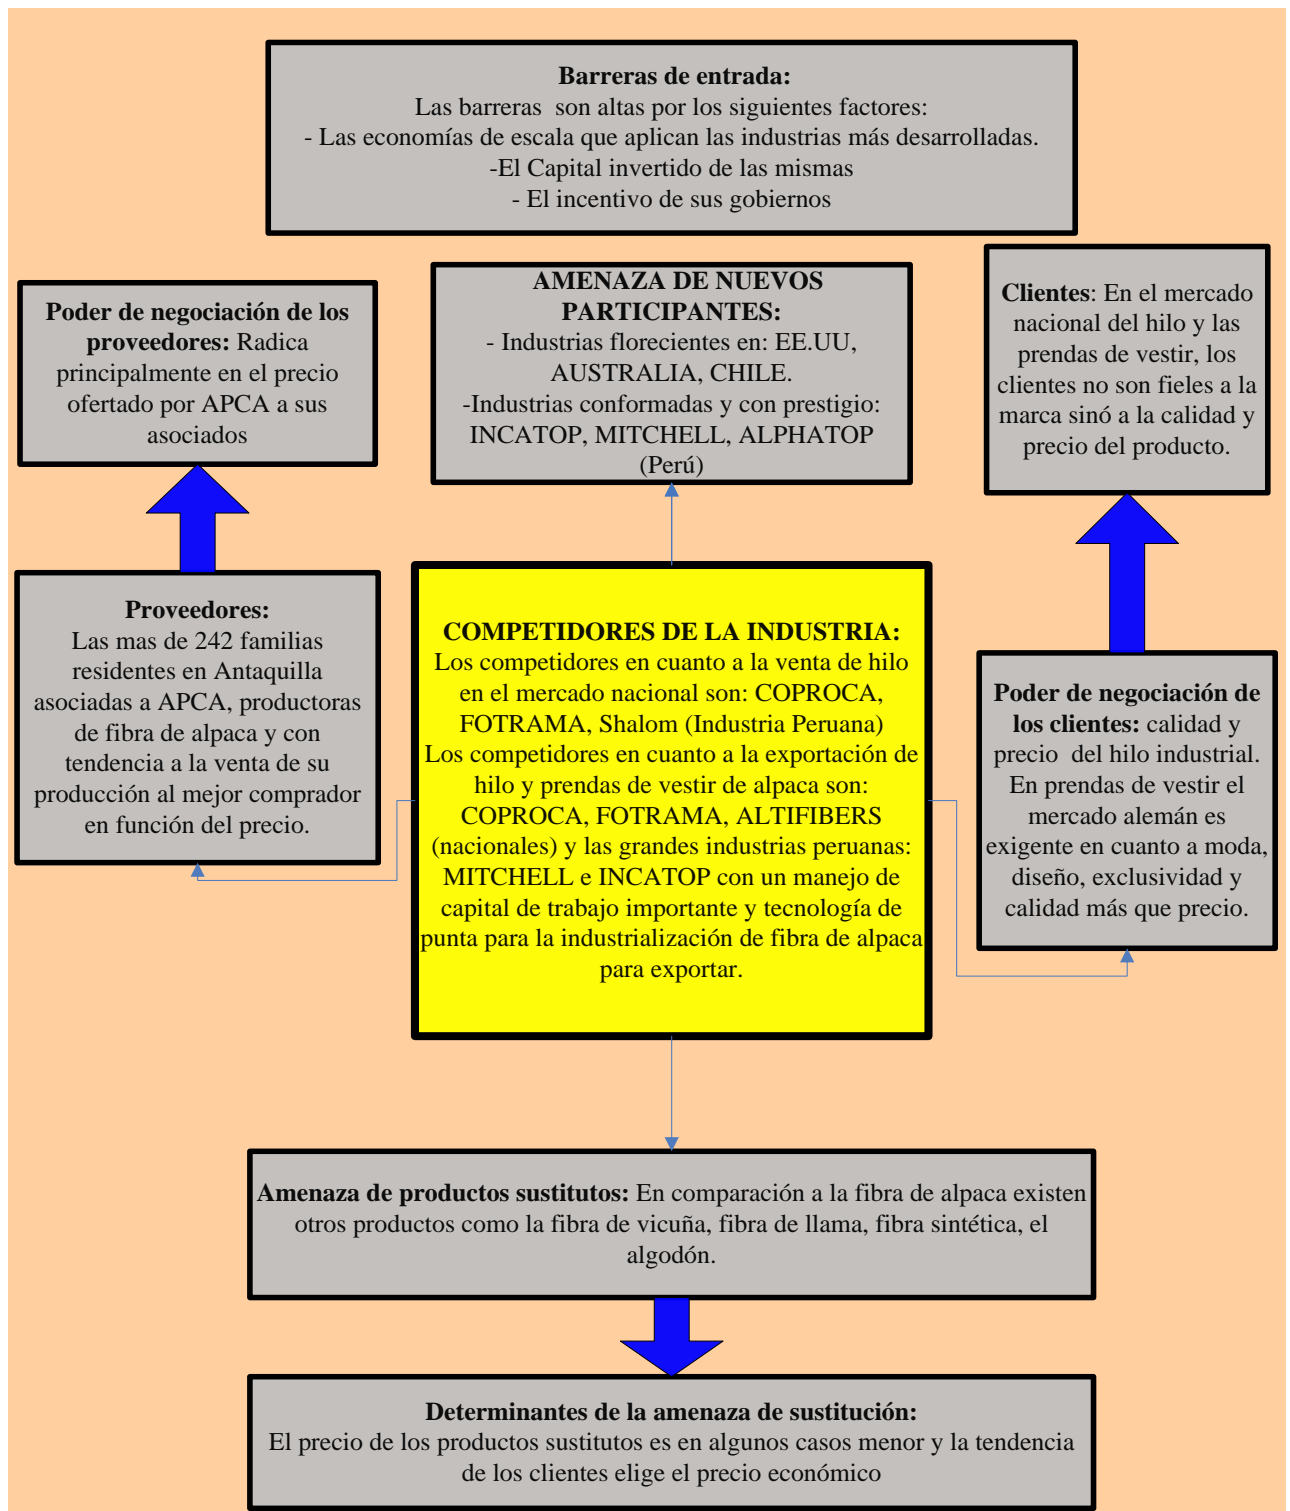 Barreras de entrada:
Las barreras son altas por los siguientes factores:
- Las economías de escala que aplican las industrias más desarrolladas.
-El Capital invertido de las mismas
- El incentivo de sus gobiernos
Poder de negociación de los
proveedores: Radica
principalmente en el precio
ofertado por APCA a sus
asociados
AMENAZA DE NUEVOS
PARTICIPANTES:
- Industrias florecientes en: EE.UU,
AUSTRALIA, CHILE.
-Industrias conformadas y con prestigio:
INCATOP, MITCHELL, ALPHATOP
(Perú)
Clientes: En el mercado
nacional del hilo y las
prendas de vestir, los
clientes no son fieles a la
marca sinó a la calidad y
precio del producto.
Proveedores:
Las mas de 242 familias
residentes en Antaquilla
asociadas a APCA, productoras
de fibra de alpaca y con
tendencia a la venta de su
producción al mejor comprador
en función del precio.
COMPETIDORES DE LA INDUSTRIA:
Los competidores en cuanto a la venta de hilo
en el mercado nacional son: COPROCA,
FOTRAMA, Shalom (Industria Peruana)
Los competidores en cuanto a la exportación de
hilo y prendas de vestir de alpaca son:
COPROCA, FOTRAMA, ALTIFIBERS
(nacionales) y las grandes industrias peruanas:
MITCHELL e INCATOP con un manejo de
capital de trabajo importante y tecnología de
punta para la industrialización de fibra de alpaca
para exportar.
Poder de negociación de
los clientes: calidad y
precio del hilo industrial.
En prendas de vestir el
mercado alemán es
exigente en cuanto a moda,
diseño, exclusividad y
calidad más que precio.
Amenaza de productos sustitutos: En comparación a la fibra de alpaca existen
otros productos como la fibra de vicuña, fibra de llama, fibra sintética, el
algodón.
Determinantes de la amenaza de sustitución:
El precio de los productos sustitutos es en algunos casos menor y la tendencia
de los clientes elige el precio económico